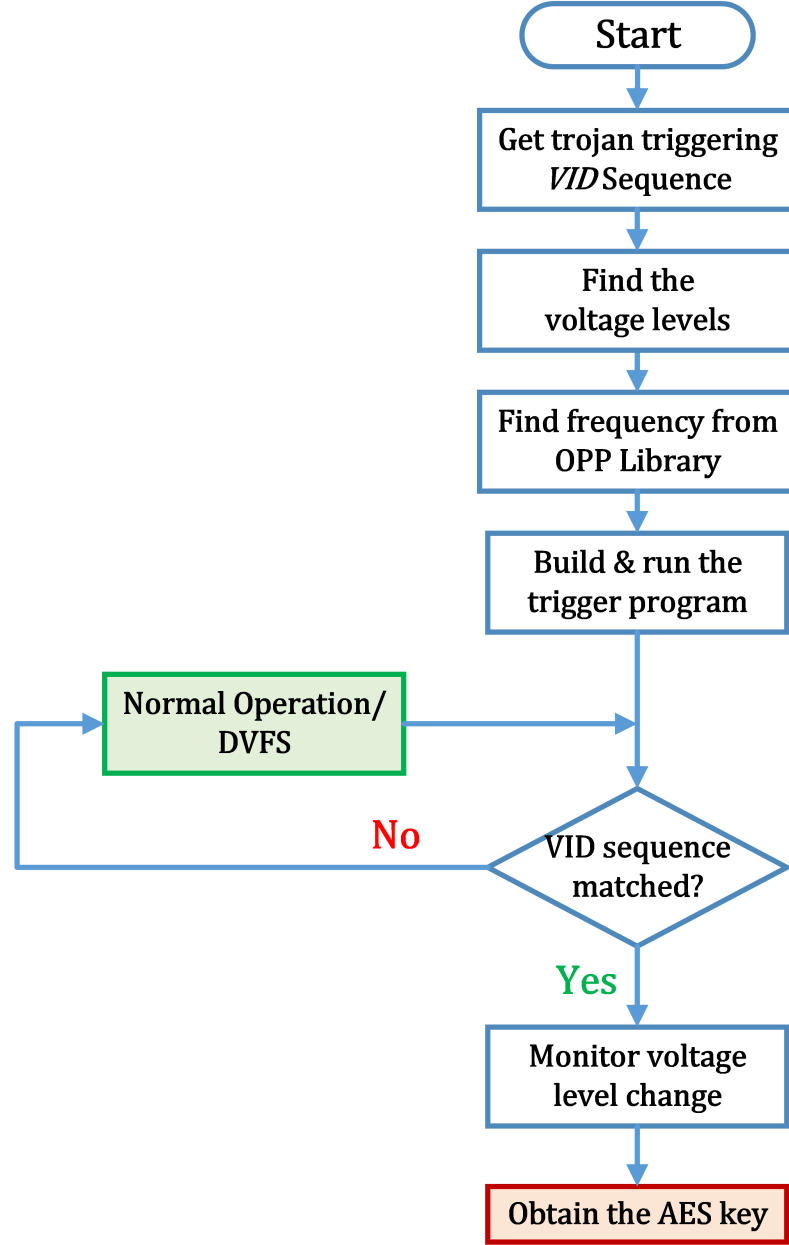 Start
Get trojan triggering
VID Sequence
Find the
voltage levels
Find frequency from
OPP Library
Build & run the
trigger program
Normal Operation/
DVFS
No
VID sequence
matched?
Yes
Monitor voltage
level change
Obtain the AES key